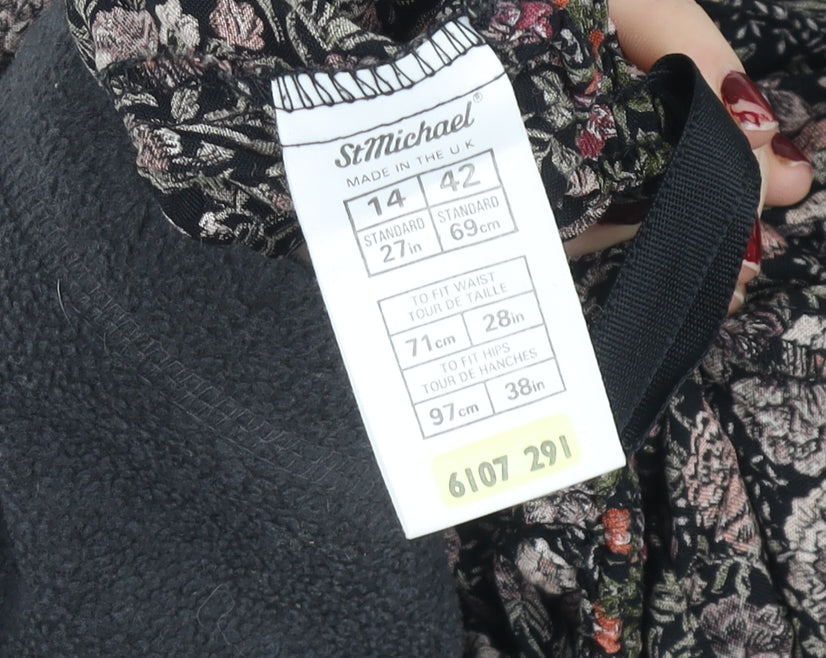 StMichael®
MADE IN THE UK
14 42
STANDARD STANDARD
27in 69cm
TO FIT WAIST
TOUR DE TAILLE
71cm 28in
TO FIT HIPS
TOUR DE HANCHES
97cm 38in
6107 291